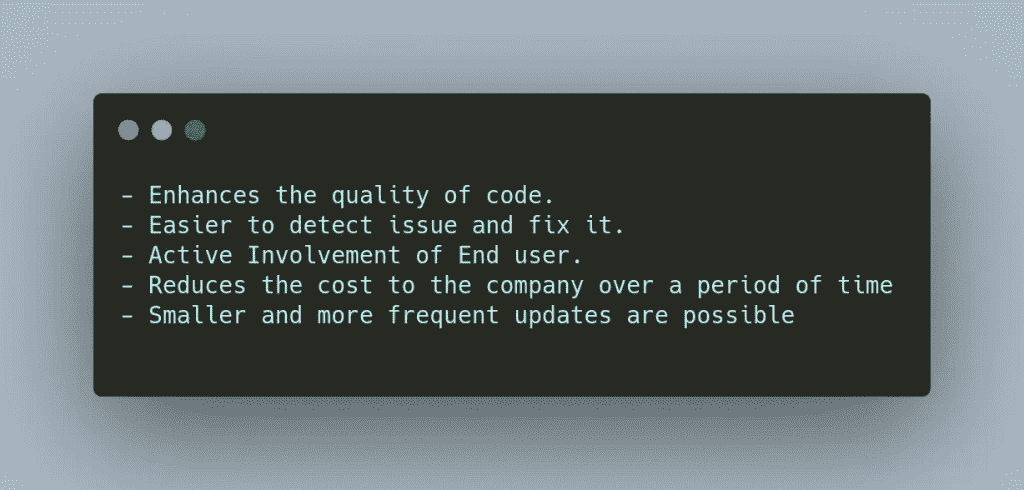 - Enhances the quality of code.
- Easier to detect issue and fix it.
- Active Involvement of End user.
- Reduces the cost to the company over a period of time
- Smaller and more frequent updates are possible